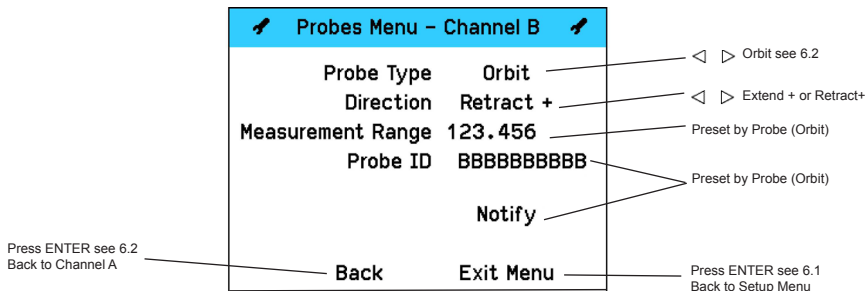 Probes Menu – Channel B
Probe Type Orbit
Orbit see 6.2
Direction Retract +
Extend + or Retract+
Measurement Range 123.456
Preset by Probe (Orbit)
Probe ID BBBBBBBBBB
Preset by Probe (Orbit)
Notify
Press ENTER see 6.2
Back to Channel A
Back Exit Menu
Press ENTER see 6.1
Back to Setup Menu